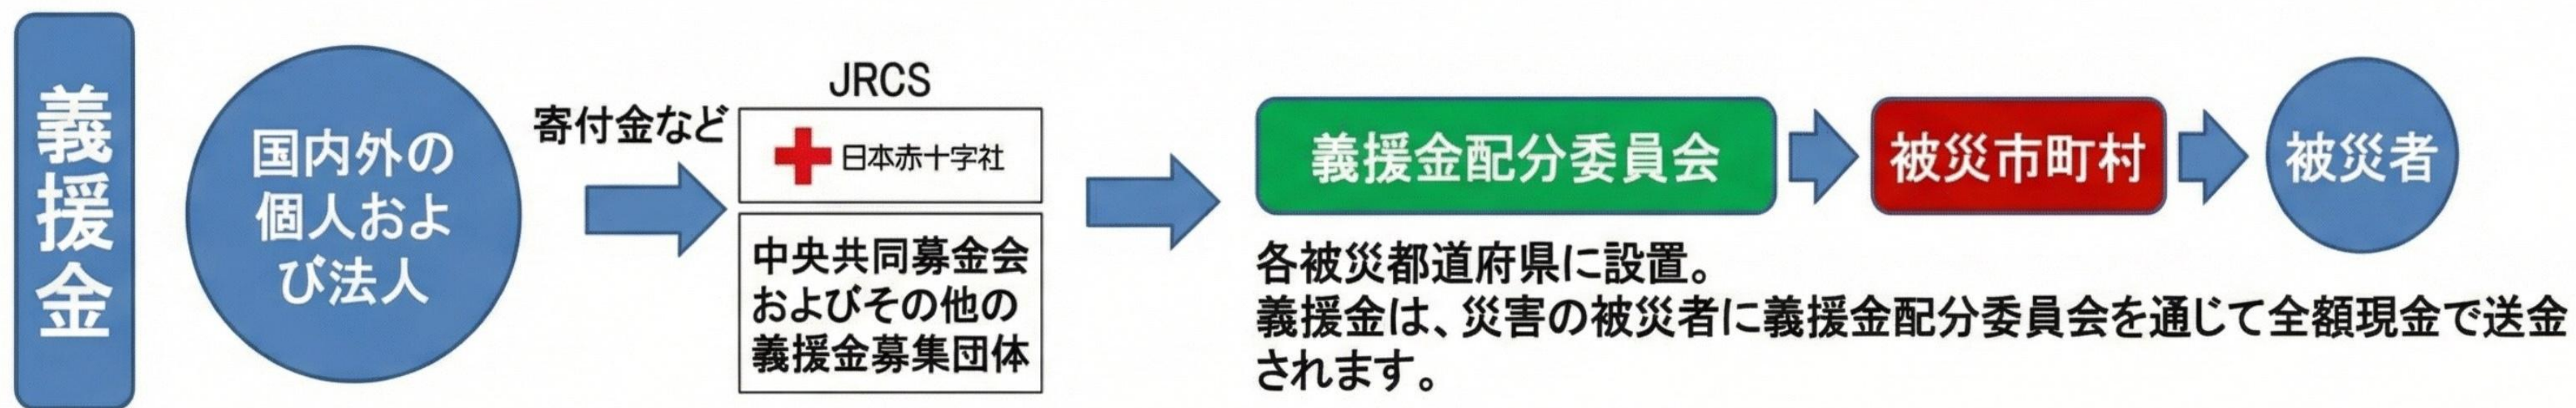 義援金
国内外の
個人およ
び法人
寄付金など
JRCS
日本赤十字社
中央共同募金会
およびその他の
義援金募集団体
義援金配分委員会
被災市町村
被災者
各被災都道府県に設置。
義援金は、災害の被災者に義援金配分委員会を通じて全額現金で送金
されます。